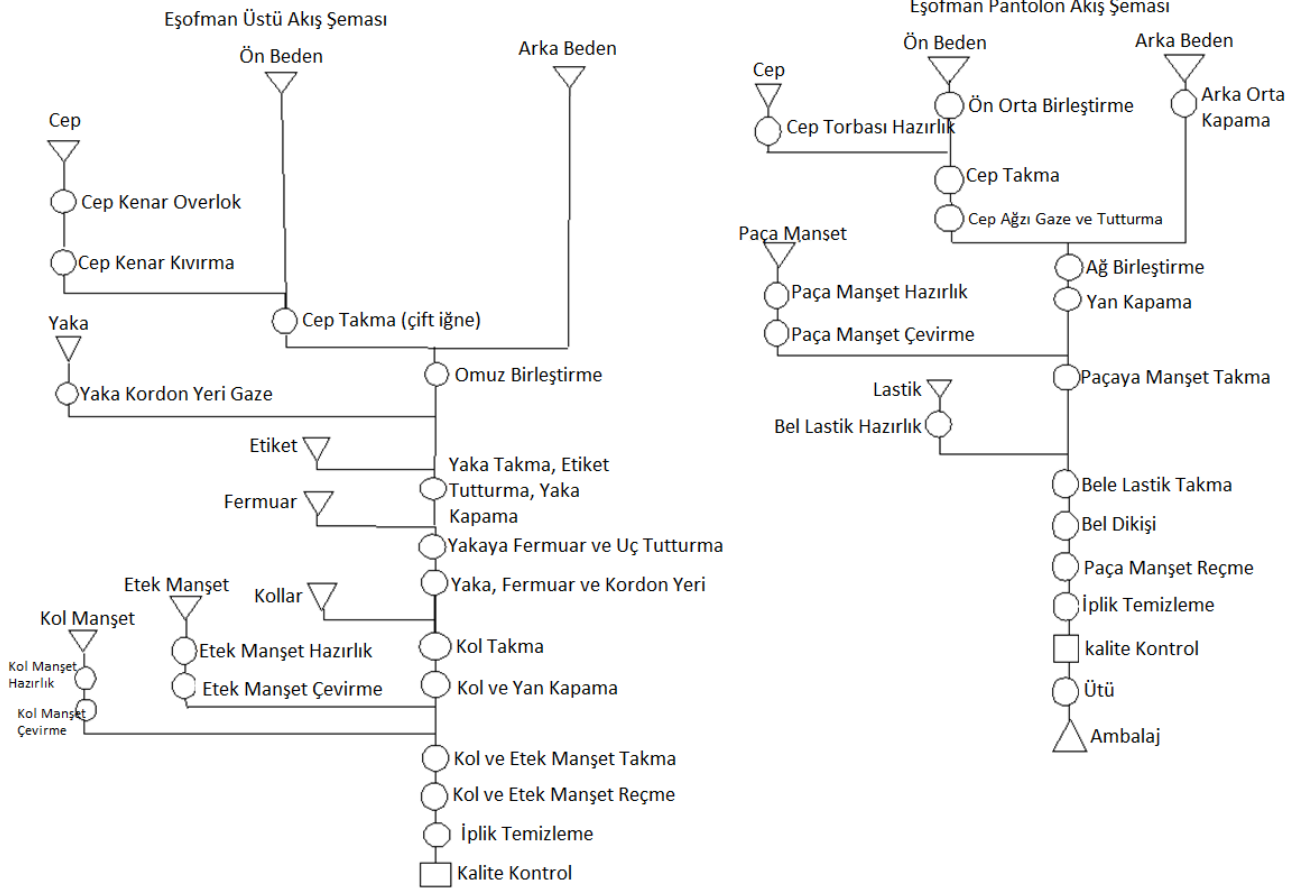 Eşofman Üstü Akış Şeması
Ön Beden
Arka Beden
Cep
Cep Kenar Overlok
Cep Kenar Kıvırma
Cep Takma (çift iğne)
Yaka
Omuz Birleştirme
Yaka Kordon Yeri Gaze
Etiket
Yaka Takma, Etiket
Tutturma, Yaka
Kapama
Fermuar
Yakaya Fermuar ve Uç Tutturma
Yaka, Fermuar ve Kordon Yeri
Kollar
Etek Manşet
Kol Manşet
Kol Takma
Etek Manşet Hazırlık
Kol Manşet
Hazırlık
Etek Manşet Çevirme
Kol ve Yan Kapama
Kol Manşet
Çevirme
Kol ve Etek Manşet Takma
Kol ve Etek Manşet Reçme
İplik Temizleme
Kalite Kontrol
Eşofman Pantolon Akış Şeması
Ön Beden
Arka Beden
Cep
Ön Orta Birleştirme
Arka Orta
Kapama
Cep Torbası Hazırlık
Cep Takma
Cep Ağzı Gaze ve Tutturma
Paça Manşet
Ağ Birleştirme
Paça Manşet Hazırlık
Yan Kapama
Paça Manşet Çevirme
Paçaya Manşet Takma
Lastik
Bel Lastik Hazırlık
Bele Lastik Takma
Bel Dikişi
Paça Manşet Reçme
İplik Temizleme
kalite Kontrol
Ütü
Ambalaj